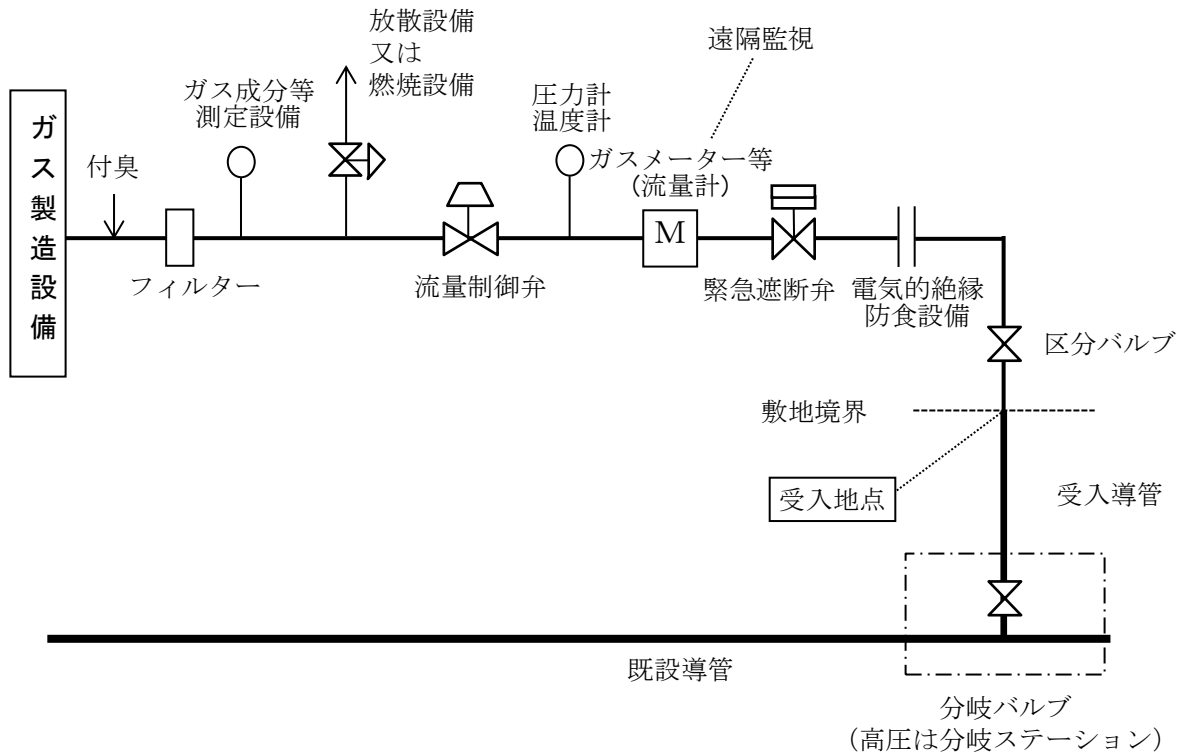 放散設備
又は
燃焼設備
遠隔監視
ガス成分等
測定設備
圧力計
温度計
ガス製造設備
付臭
ガスメーター等
(流量計)
M
フィルター
流量制御弁
緊急遮断弁
電気的絶縁
防食設備
区分バルブ
敷地境界
受入地点
受入導管
既設導管
分岐バルブ
(高圧は分岐ステーション)